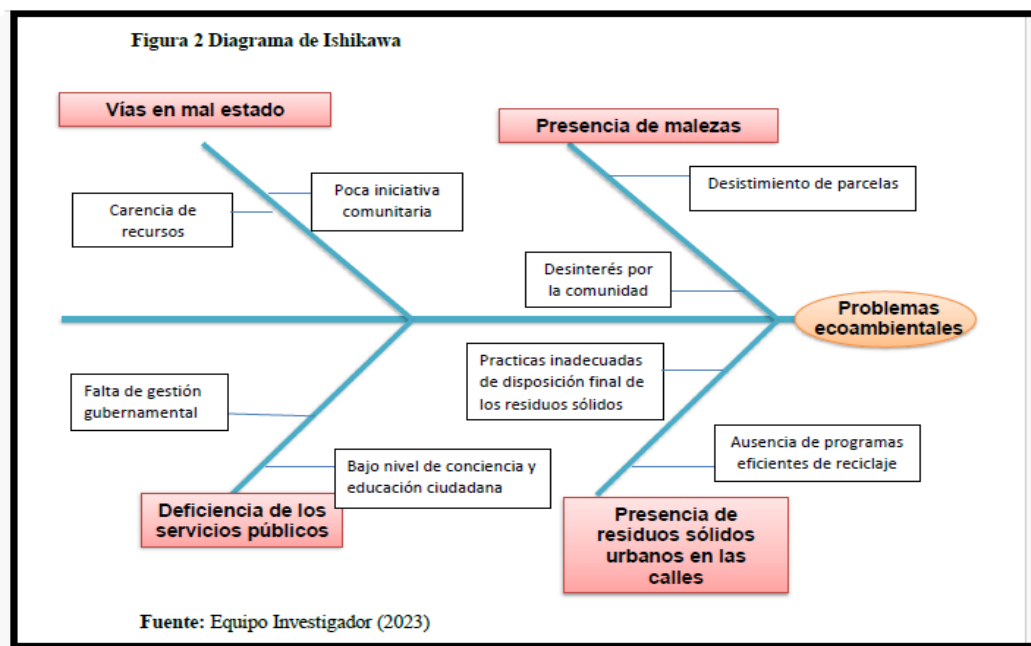 Figura 2 Diagrama de Ishikawa
Vías en mal estado
Presencia de malezas
Poca iniciativa
comunitaria
Carencia de
recursos
Desistimiento de parcelas
Desinterés por
la comunidad
Problemas
ecoambientales
Practicas inadecuadas
de disposición final de
los residuos sólidos
Falta de gestión
gubernamental
Ausencia de programas
eficientes de reciclaje
Bajo nivel de conciencia y
educación ciudadana
Deficiencia de los
servicios públicos
Presencia de
residuos sólidos
urbanos en las
calles
Fuente: Equipo Investigador (2023)